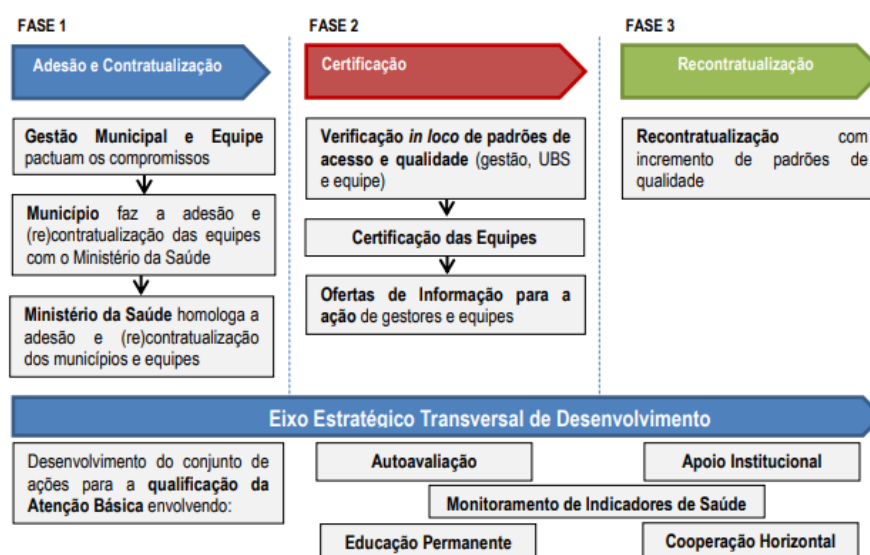 FASE 1
FASE 2
FASE 3
Adesão e Contratualização
Certificação
Recontratualização
Gestão Municipal e Equipe
pactuam os compromissos
Município faz a adesão e
(re)contratualização das equipes
com o Ministério da Saúde
Ministério da Saúde homologa a
adesão e (re)contratualização
dos municípios e equipes
Verificação in loco de padrões de
acesso e qualidade (gestão, UBS
e equipe)
Certificação das Equipes
Ofertas de Informação para a
ação de gestores e equipes
Recontratualização com
incremento de padrões de
qualidade
Eixo Estratégico Transversal de Desenvolvimento
Desenvolvimento do conjunto de
ações para a qualificação da
Atenção Básica envolvendo:
Autoavaliação
Apoio Institucional
Monitoramento de Indicadores de Saúde
Educação Permanente
Cooperação Horizontal